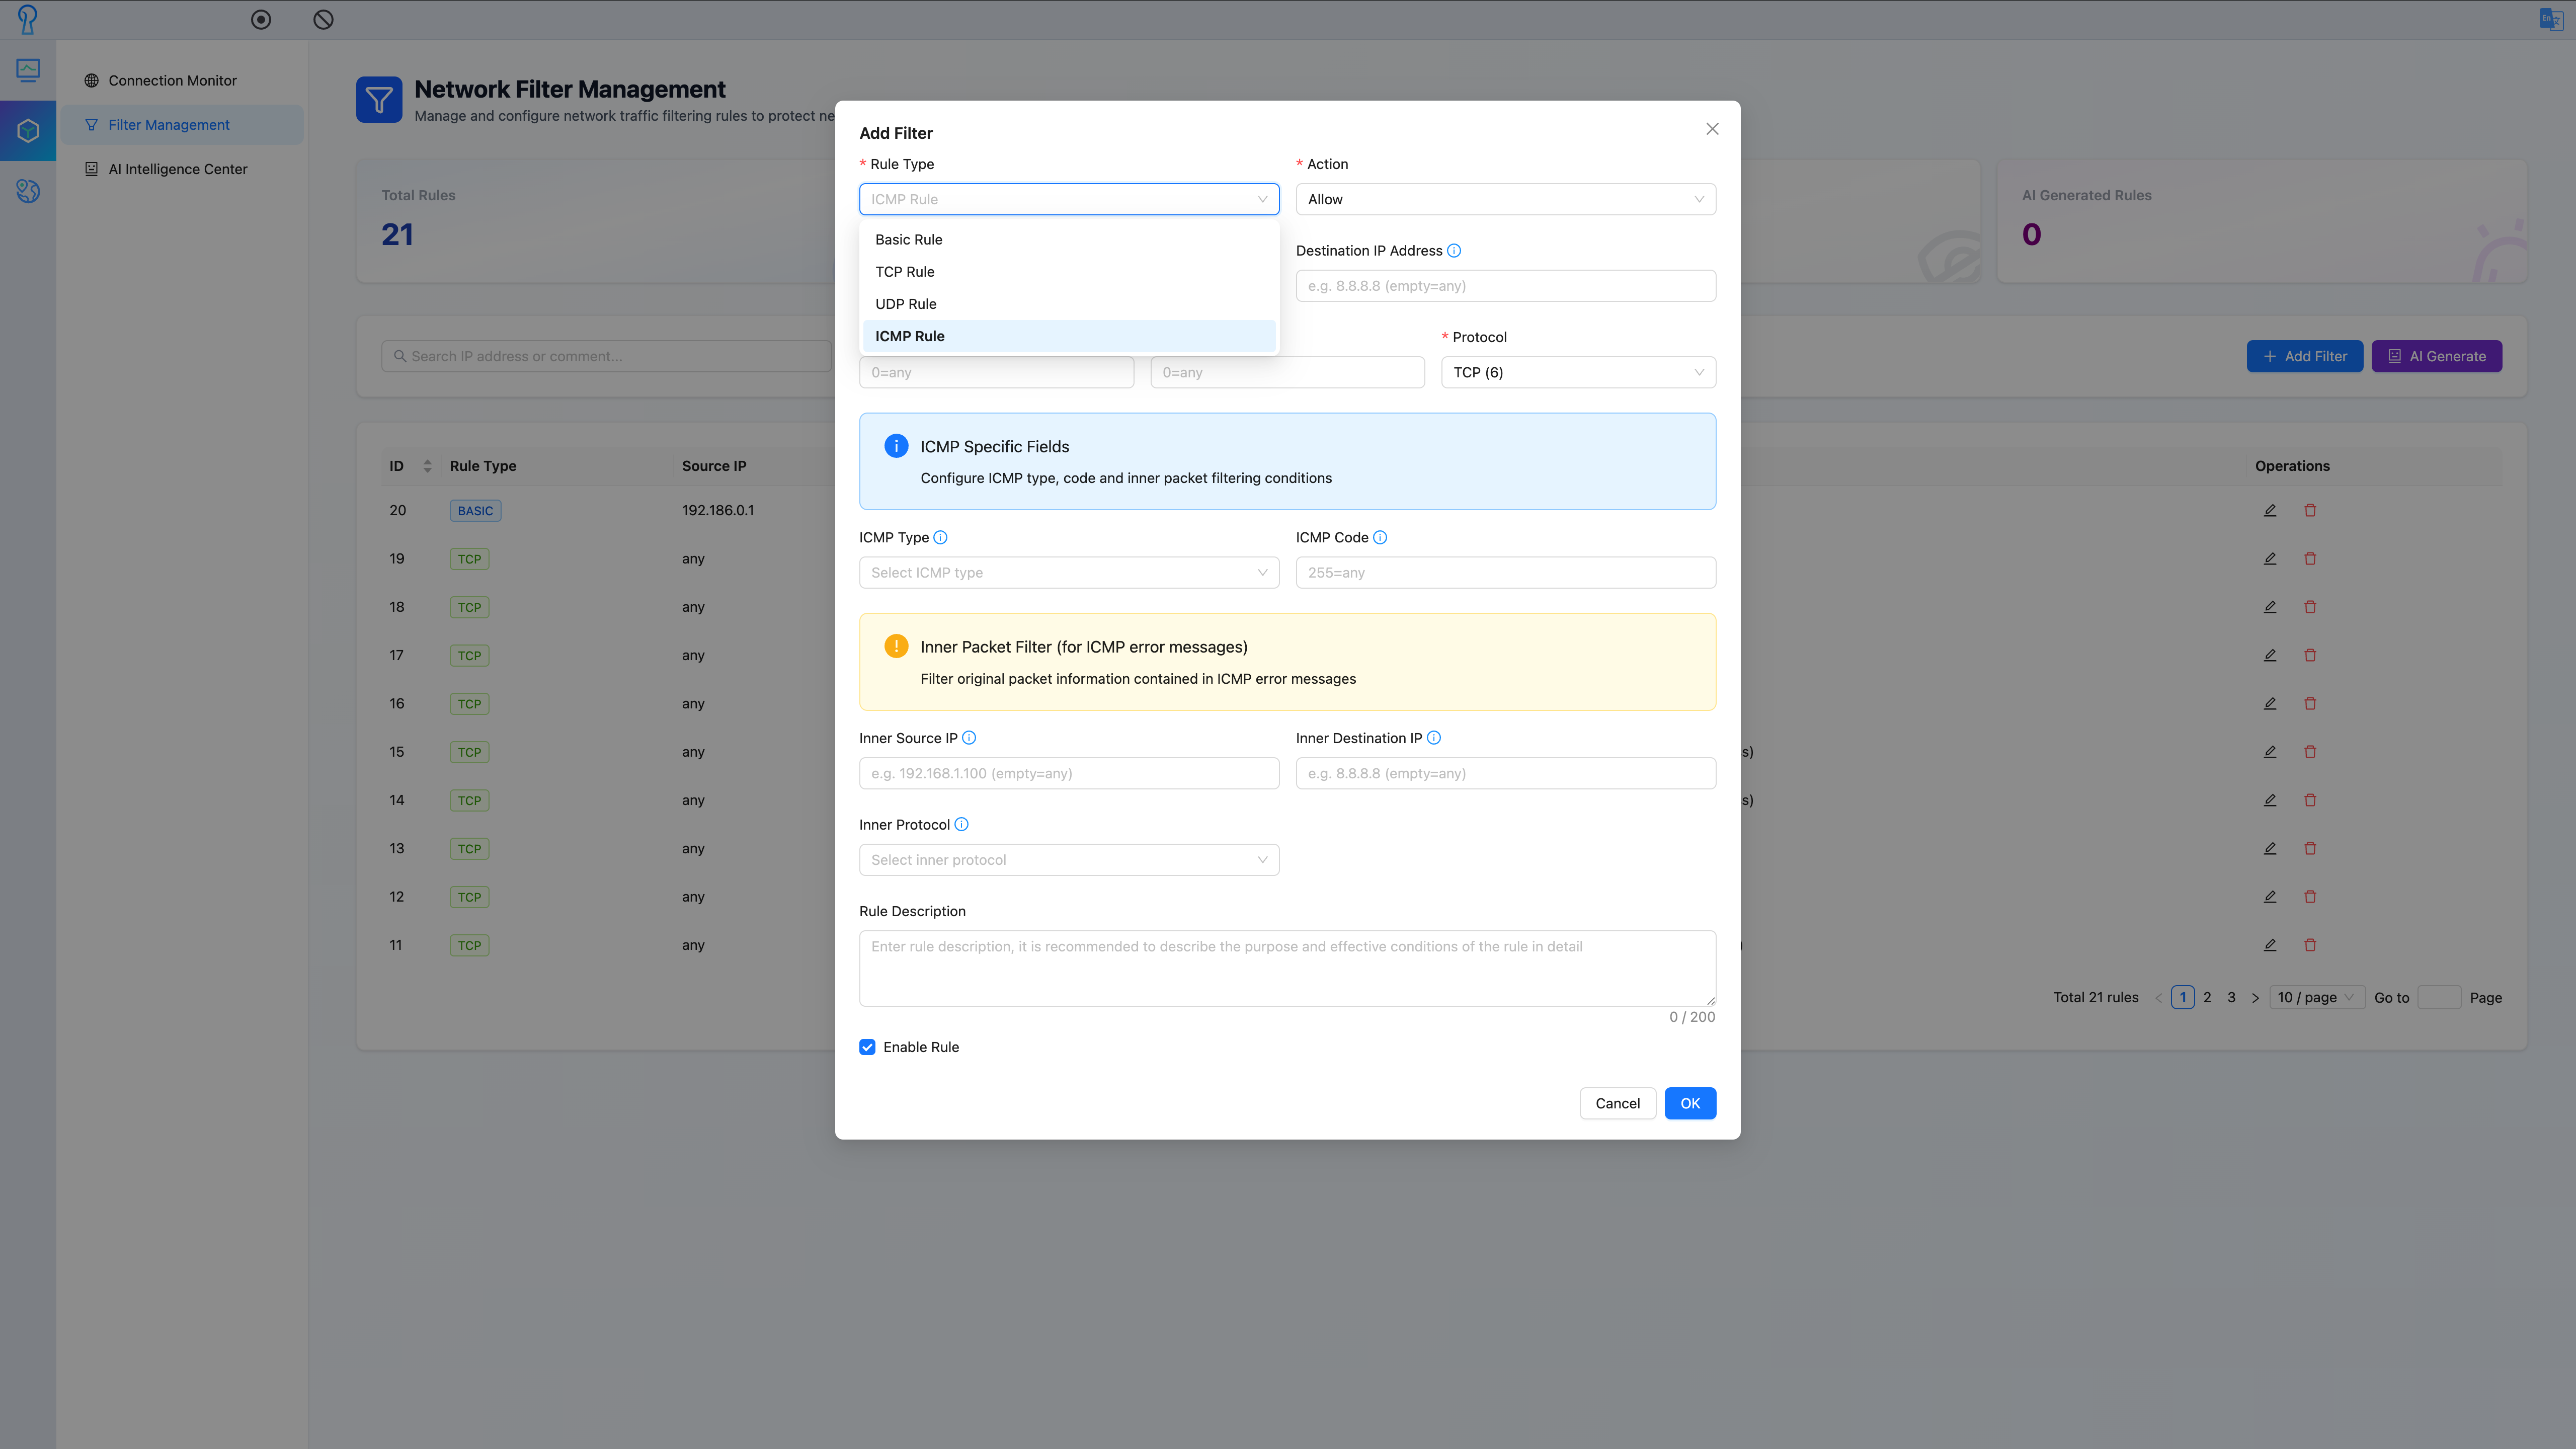 En
Connection Monitor
Filter Management
AI Intelligence Center
Network Filter Management
Manage and configure network traffic filtering rules to protect ne
Total Rules
21
AI Generated Rules
0
Search IP address or comment...
Add Filter
AI Generate
ID
Rule Type
Source IP
Operations
20
BASIC
192.186.0.1
19
TCP
any
18
TCP
any
17
TCP
any
16
TCP
any
15
TCP
any
s)
14
TCP
any
s)
13
TCP
any
12
TCP
any
11
TCP
any
)
Total 21 rules
1
2
3
10 / page
Go to
Page
Add Filter
* Rule Type
ICMP Rule
* Action
Allow
Basic Rule
TCP Rule
UDP Rule
ICMP Rule
Destination IP Address
e.g. 8.8.8.8 (empty=any)
0=any
0=any
* Protocol
TCP (6)
ICMP Specific Fields
Configure ICMP type, code and inner packet filtering conditions
ICMP Type
Select ICMP type
ICMP Code
255=any
Inner Packet Filter (for ICMP error messages)
Filter original packet information contained in ICMP error messages
Inner Source IP
e.g. 192.168.1.100 (empty=any)
Inner Destination IP
e.g. 8.8.8.8 (empty=any)
Inner Protocol
Select inner protocol
Rule Description
Enter rule description, it is recommended to describe the purpose and effective conditions of the rule in detail
0 / 200
Enable Rule
Cancel
OK